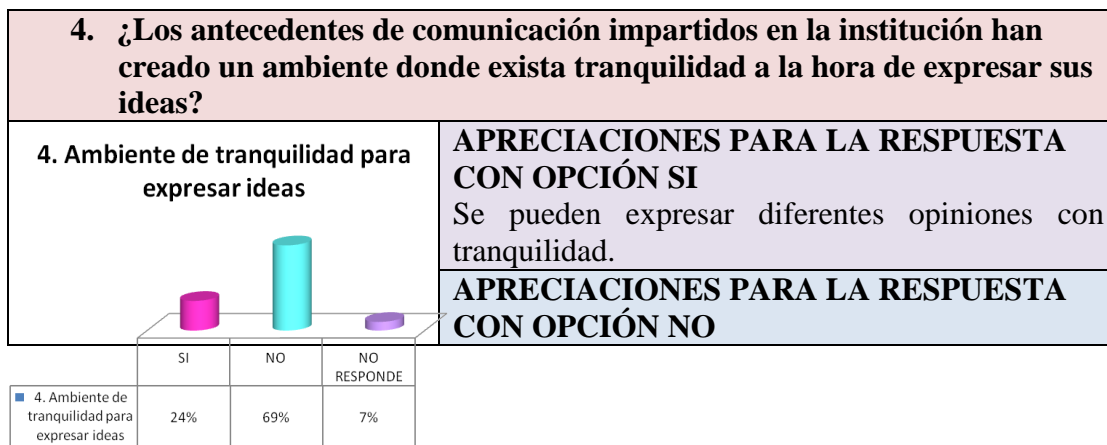 4. ¿Los antecedentes de comunicación impartidos en la institución han
creado un ambiente donde exista tranquilidad a la hora de expresar sus
ideas?
4. Ambiente de tranquilidad para
expresar ideas
SI
NO
NO
RESPONDE
4. Ambiente de
tranquilidad para
expresar ideas
24%
69%
7%
APRECIACIONES PARA LA RESPUESTA
CON OPCIÓN SI
Se pueden expresar diferentes opiniones con
tranquilidad.
APRECIACIONES PARA LA RESPUESTA
CON OPCIÓN NO